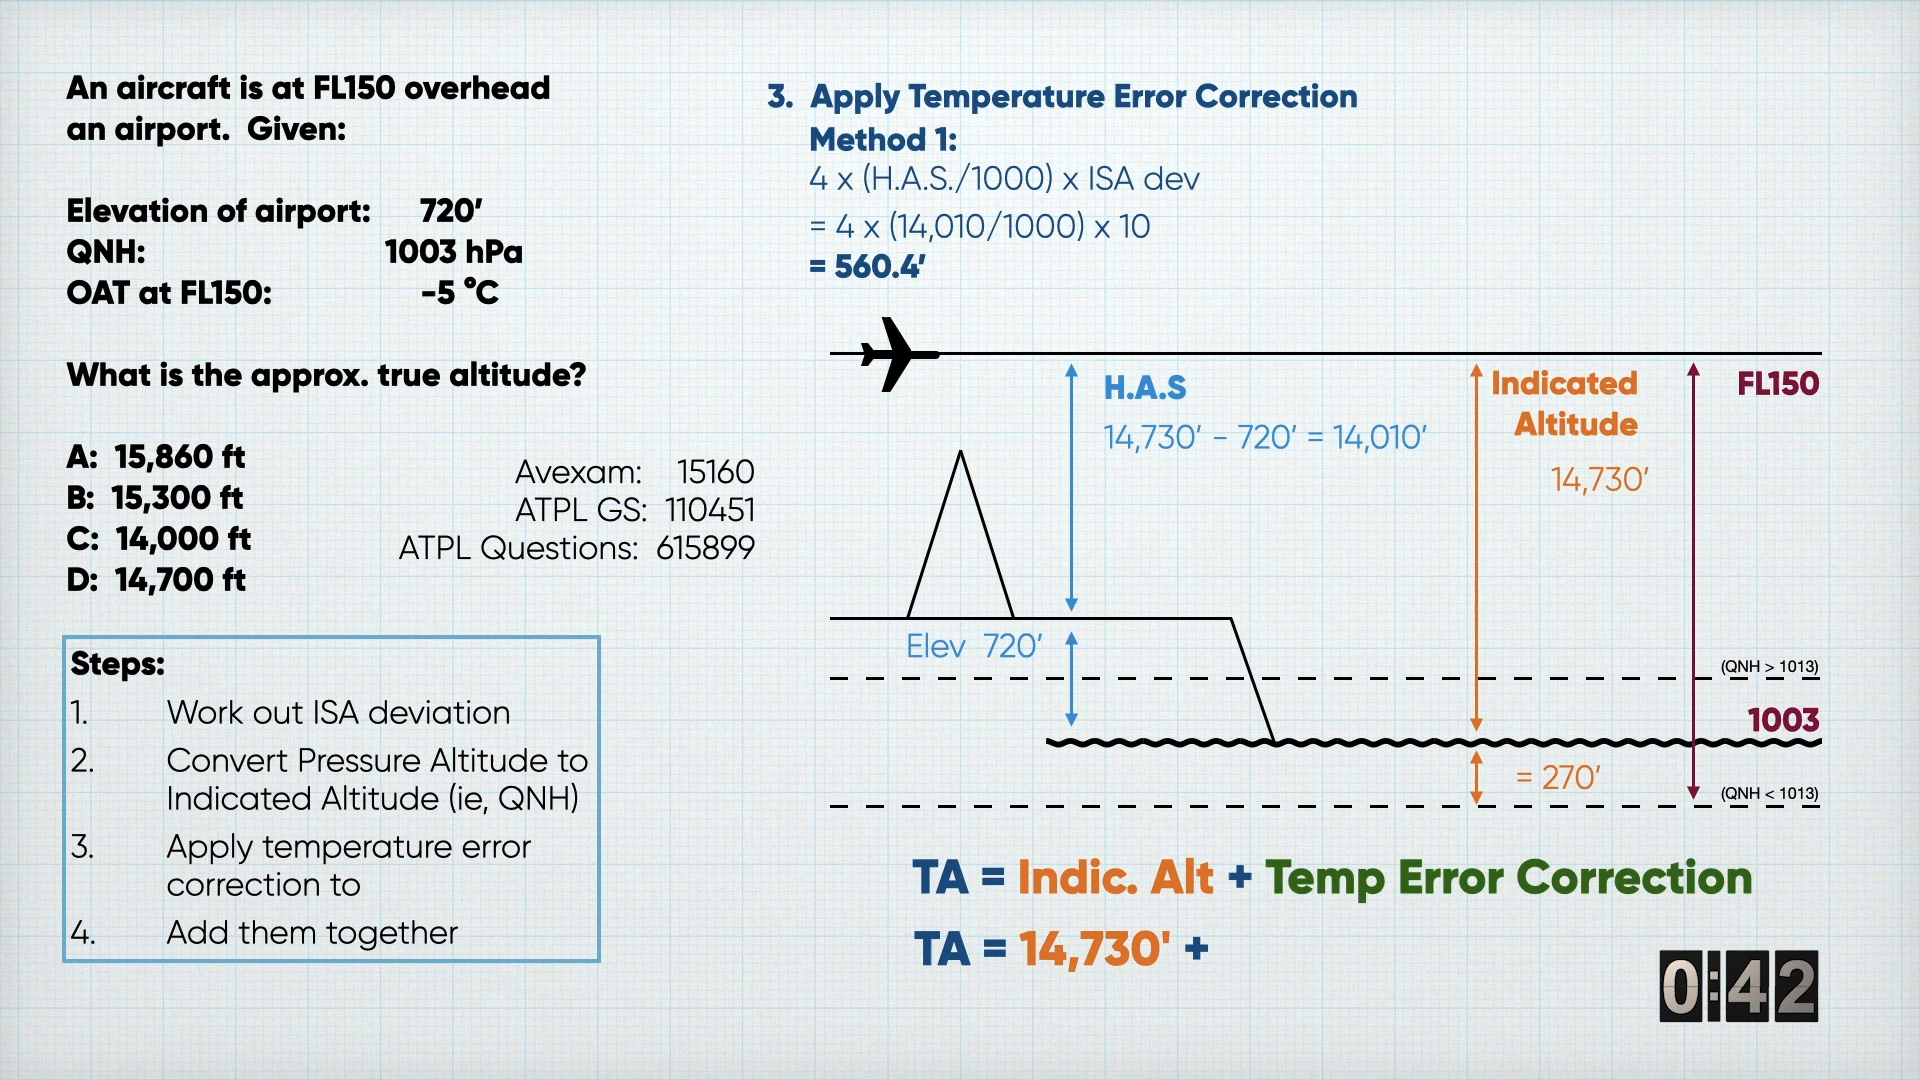 An aircraft is at FL150 overhead
an airport. Given:
Elevation of airport: 720′
QNH: 1003 hPa
OAT at FL150: -5 °C
What is the approx. true altitude?
A: 15,860 ft
B: 15,300 ft
C: 14,000 ft
D: 14,700 ft
Avexam: 15160
ATPL GS: 110451
ATPL Questions: 615899
Steps:
1. Work out ISA deviation
2. Convert Pressure Altitude to
Indicated Altitude (ie, QNH)
3. Apply temperature error
correction to
4. Add them together
3. Apply Temperature Error Correction
Method 1:
4 x (H.A.S./1000) x ISA dev
= 4 x (14,010/1000) x 10
= 560.4′
H.A.S
14,730′ - 720′ = 14,010′
Indicated
Altitude
14,730′
FL150
Elev 720′
(QNH > 1013)
1003
= 270′
(QNH < 1013)
TA = Indic. Alt + Temp Error Correction
TA = 14,730' +
0:42